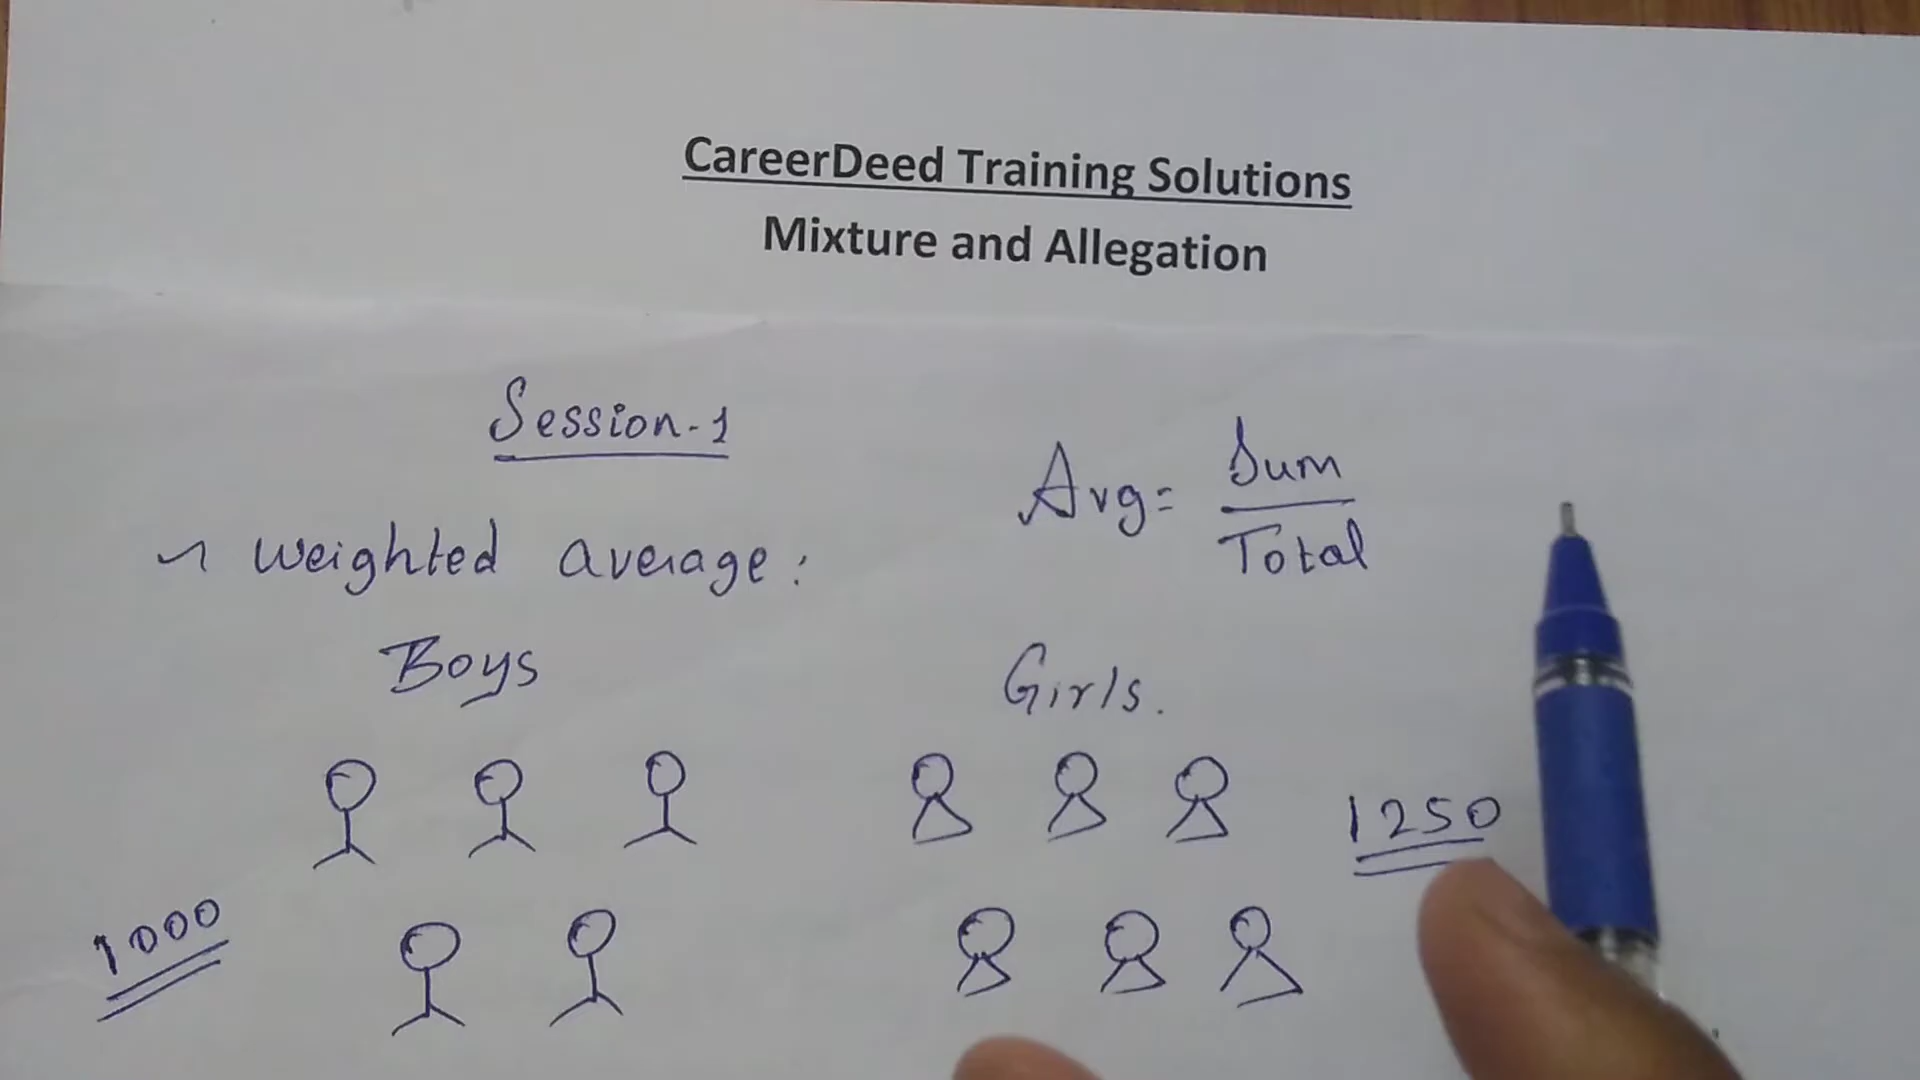 CareerDeed Training Solutions
Mixture and Allegation
Session-1
Avg = Sum / Total
weighted average:
Boys
Girls.
1250
1000